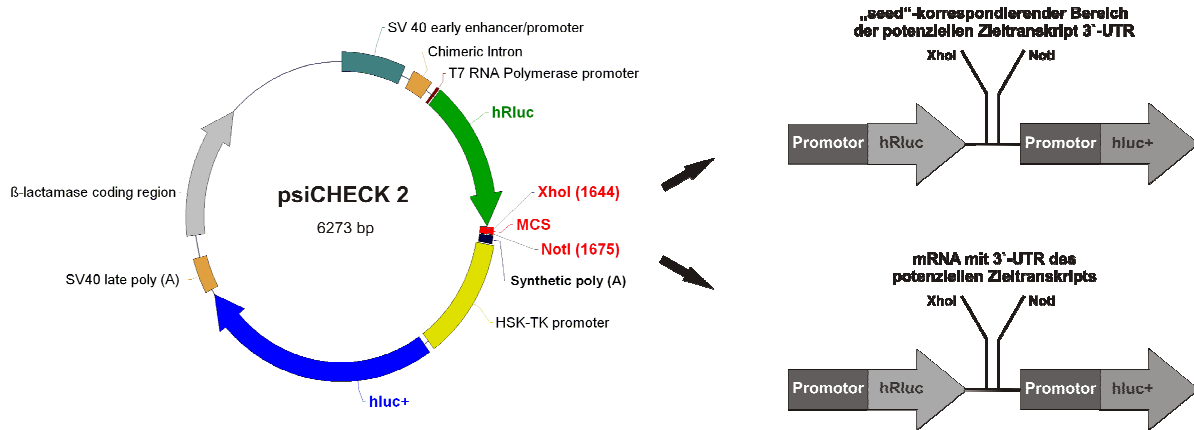 SV 40 early enhancer/promoter
Chimeric Intron
T7 RNA Polymerase promoter
hRluc
XhoI (1644)
MCS
NotI (1675)
Synthetic poly (A)
HSK-TK promoter
hluc+
SV40 late poly (A)
ß-lactamase coding region
psiCHECK 2
6273 bp
„seed“-korrespondierender Bereich
der potenziellen Zieltranskript 3`-UTR
XhoI NotI
Promotor hRluc Promotor hluc+
mRNA mit 3`-UTR des
potenziellen Zieltranskripts
XhoI NotI
Promotor hRluc Promotor hluc+